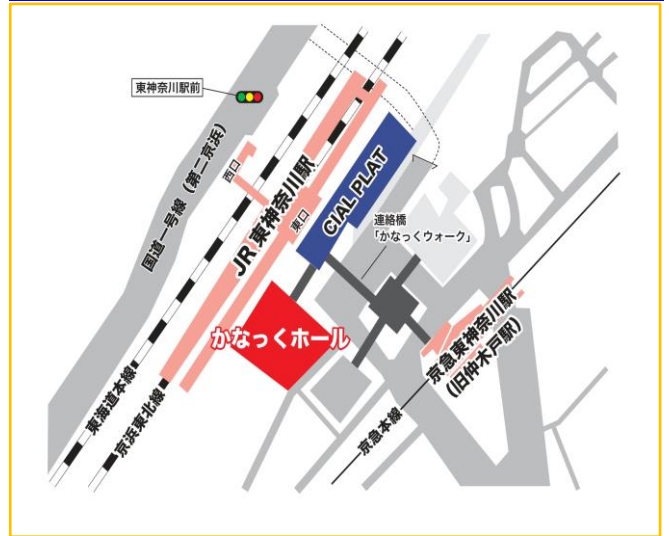 東神奈川駅前
国道一号線 (第二京浜)
西口
JR 東神奈川駅
東口
CIAL PLAT
連絡橋
「かなっくウォーク」
かなっくホール
京急東神奈川駅
(旧仲木戸駅)
東海道本線
京浜東北線
京急本線